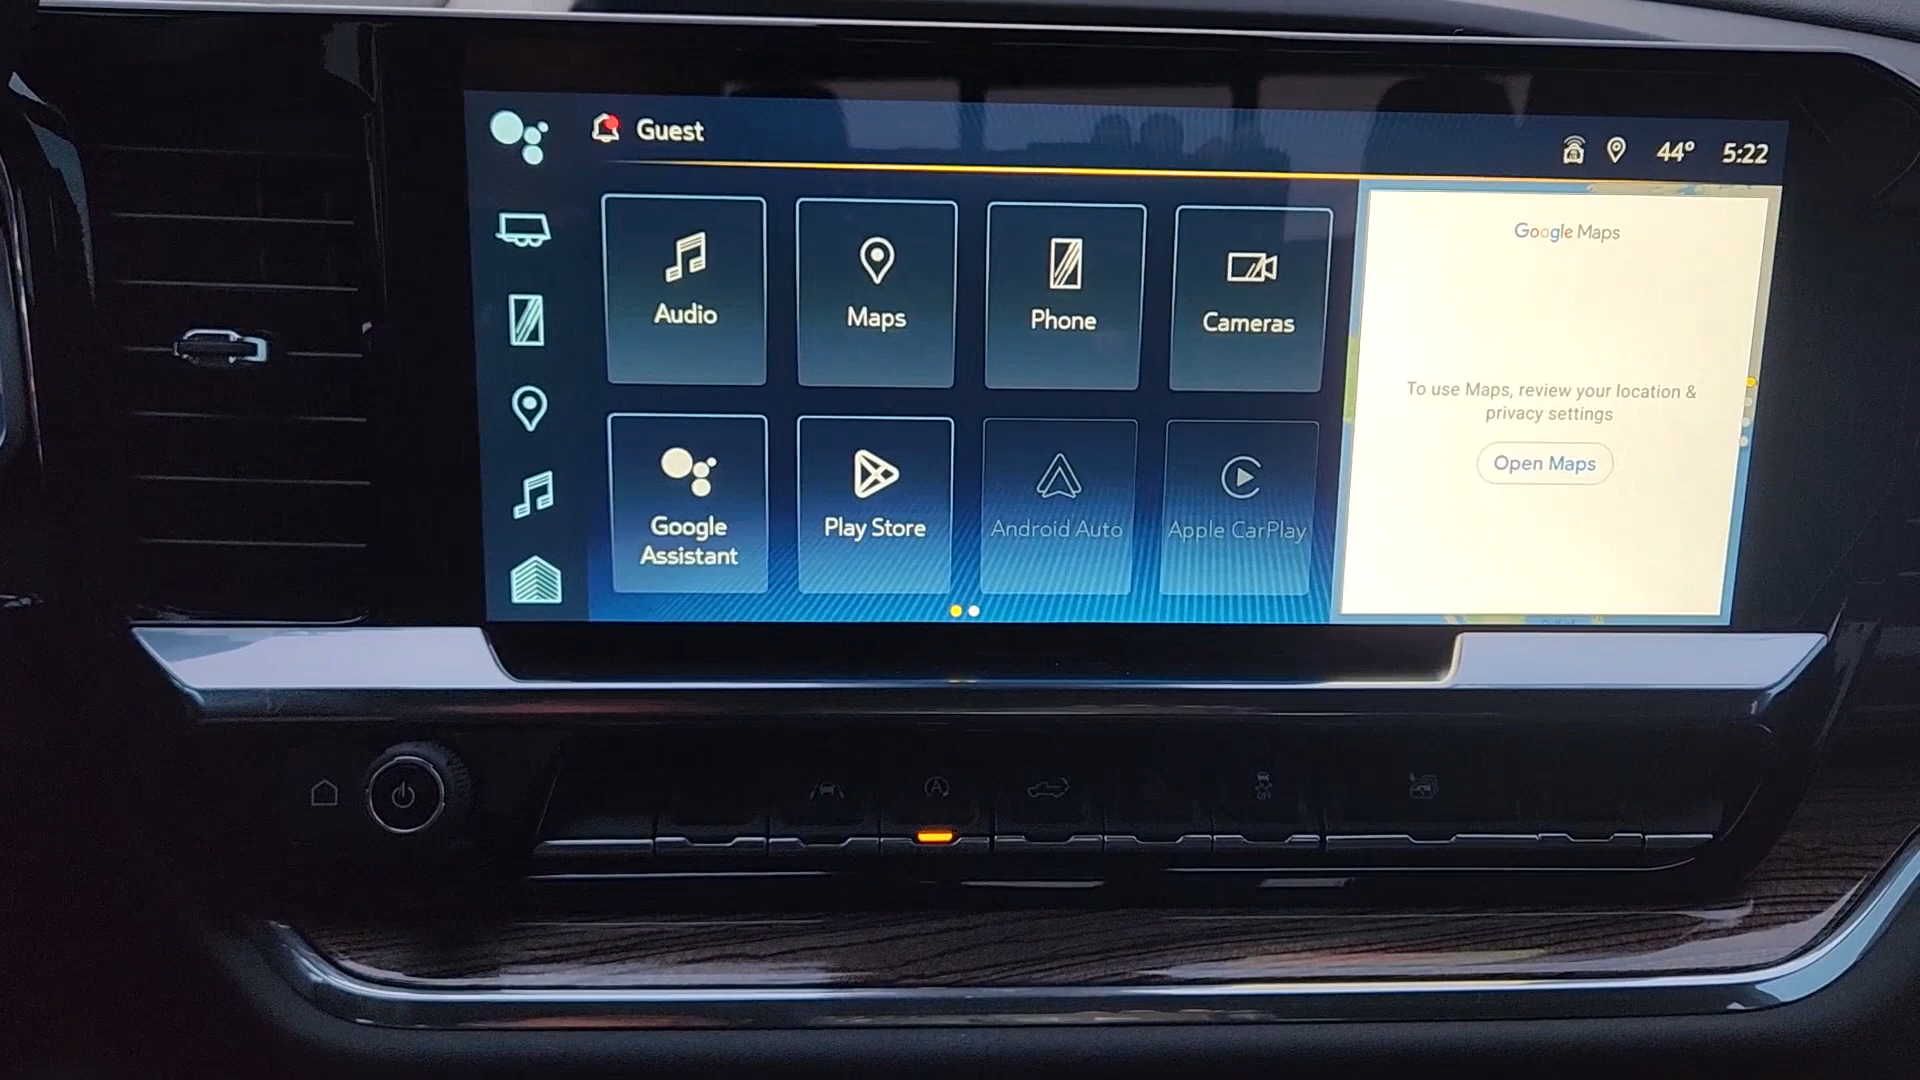 Guest
44° 5:22
Audio
Maps
Phone
Cameras
Google
Assistant
Play Store
Android Auto
Apple CarPlay
Google Maps
To use Maps, review your location &
privacy settings
Open Maps
A
OFF